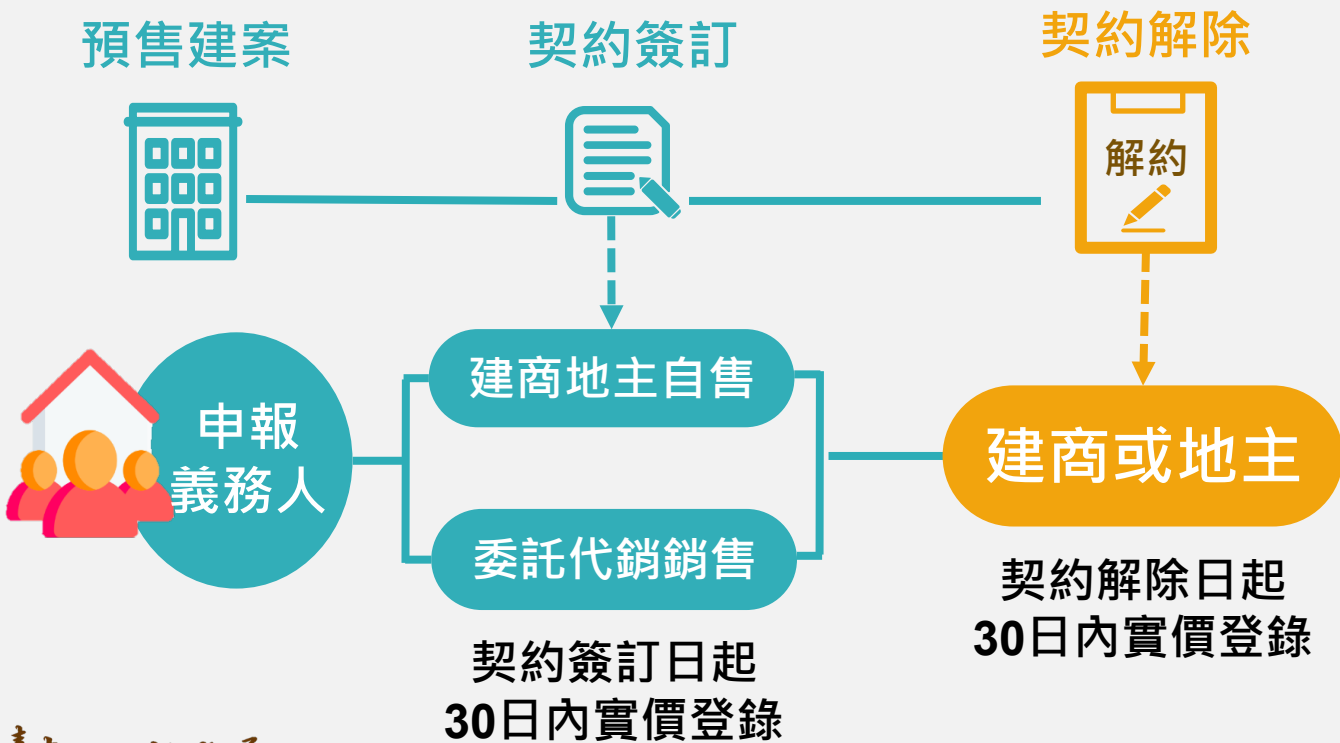 預售建案
契約簽訂
契約解除
解約
申報
義務人
建商地主自售
委託代銷銷售
契約簽訂日起
30日內實價登錄
建商或地主
契約解除日起
30日內實價登錄